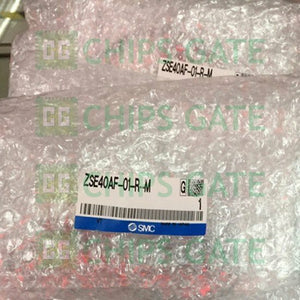 CHIPS GATE
ZSE40AF-01-R-M
CHIPS GATE
ZSE40AF-01-R-M G
1
SMC
CHIPS GATE